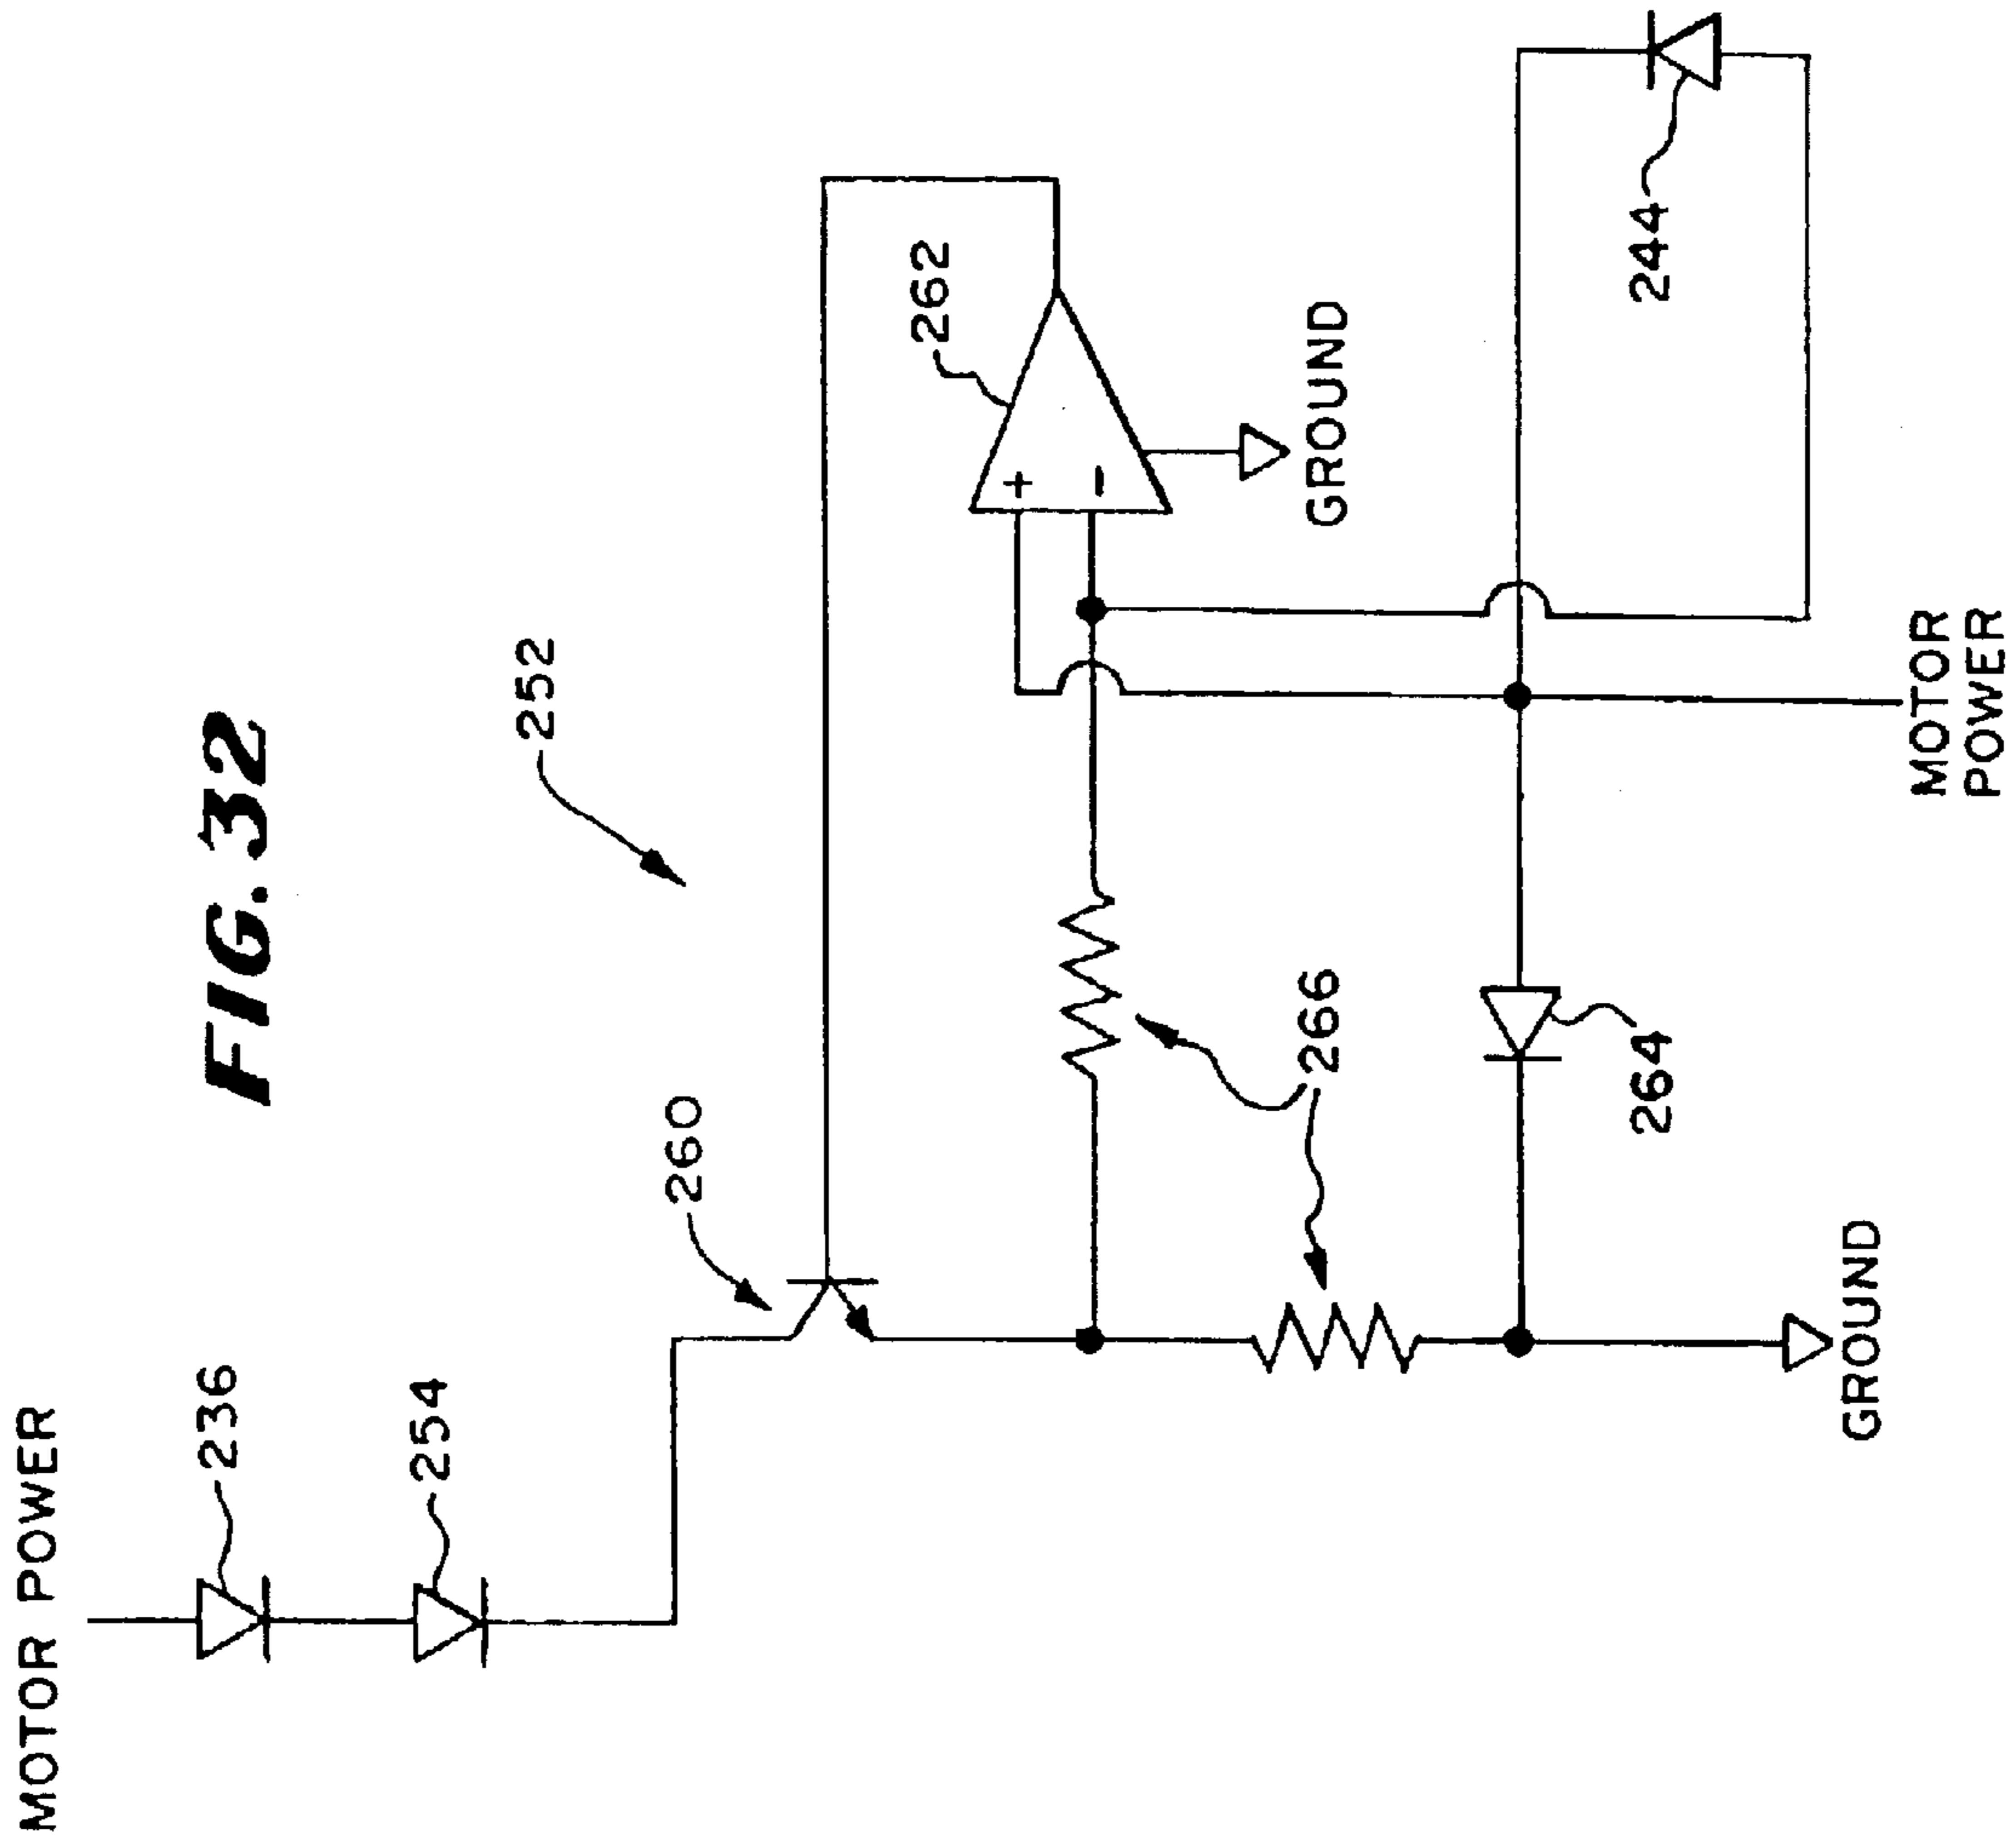 FIG. 32
MOTOR POWER
236
254
260
252
262
GROUND
266
264
244
GROUND
MOTOR
POWER